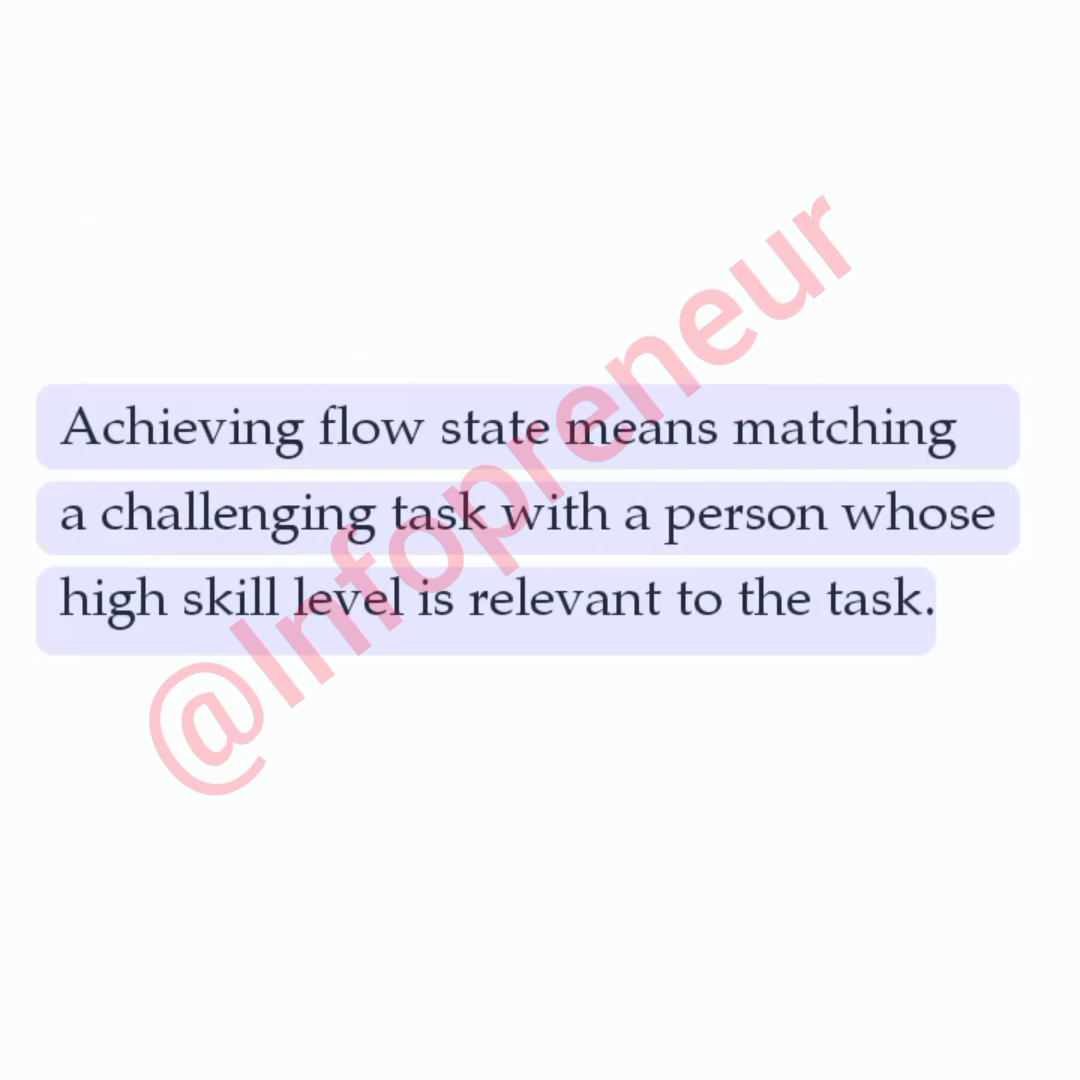 Achieving flow state means matching
a challenging task with a person whose
high skill level is relevant to the task.
@Infopreneur